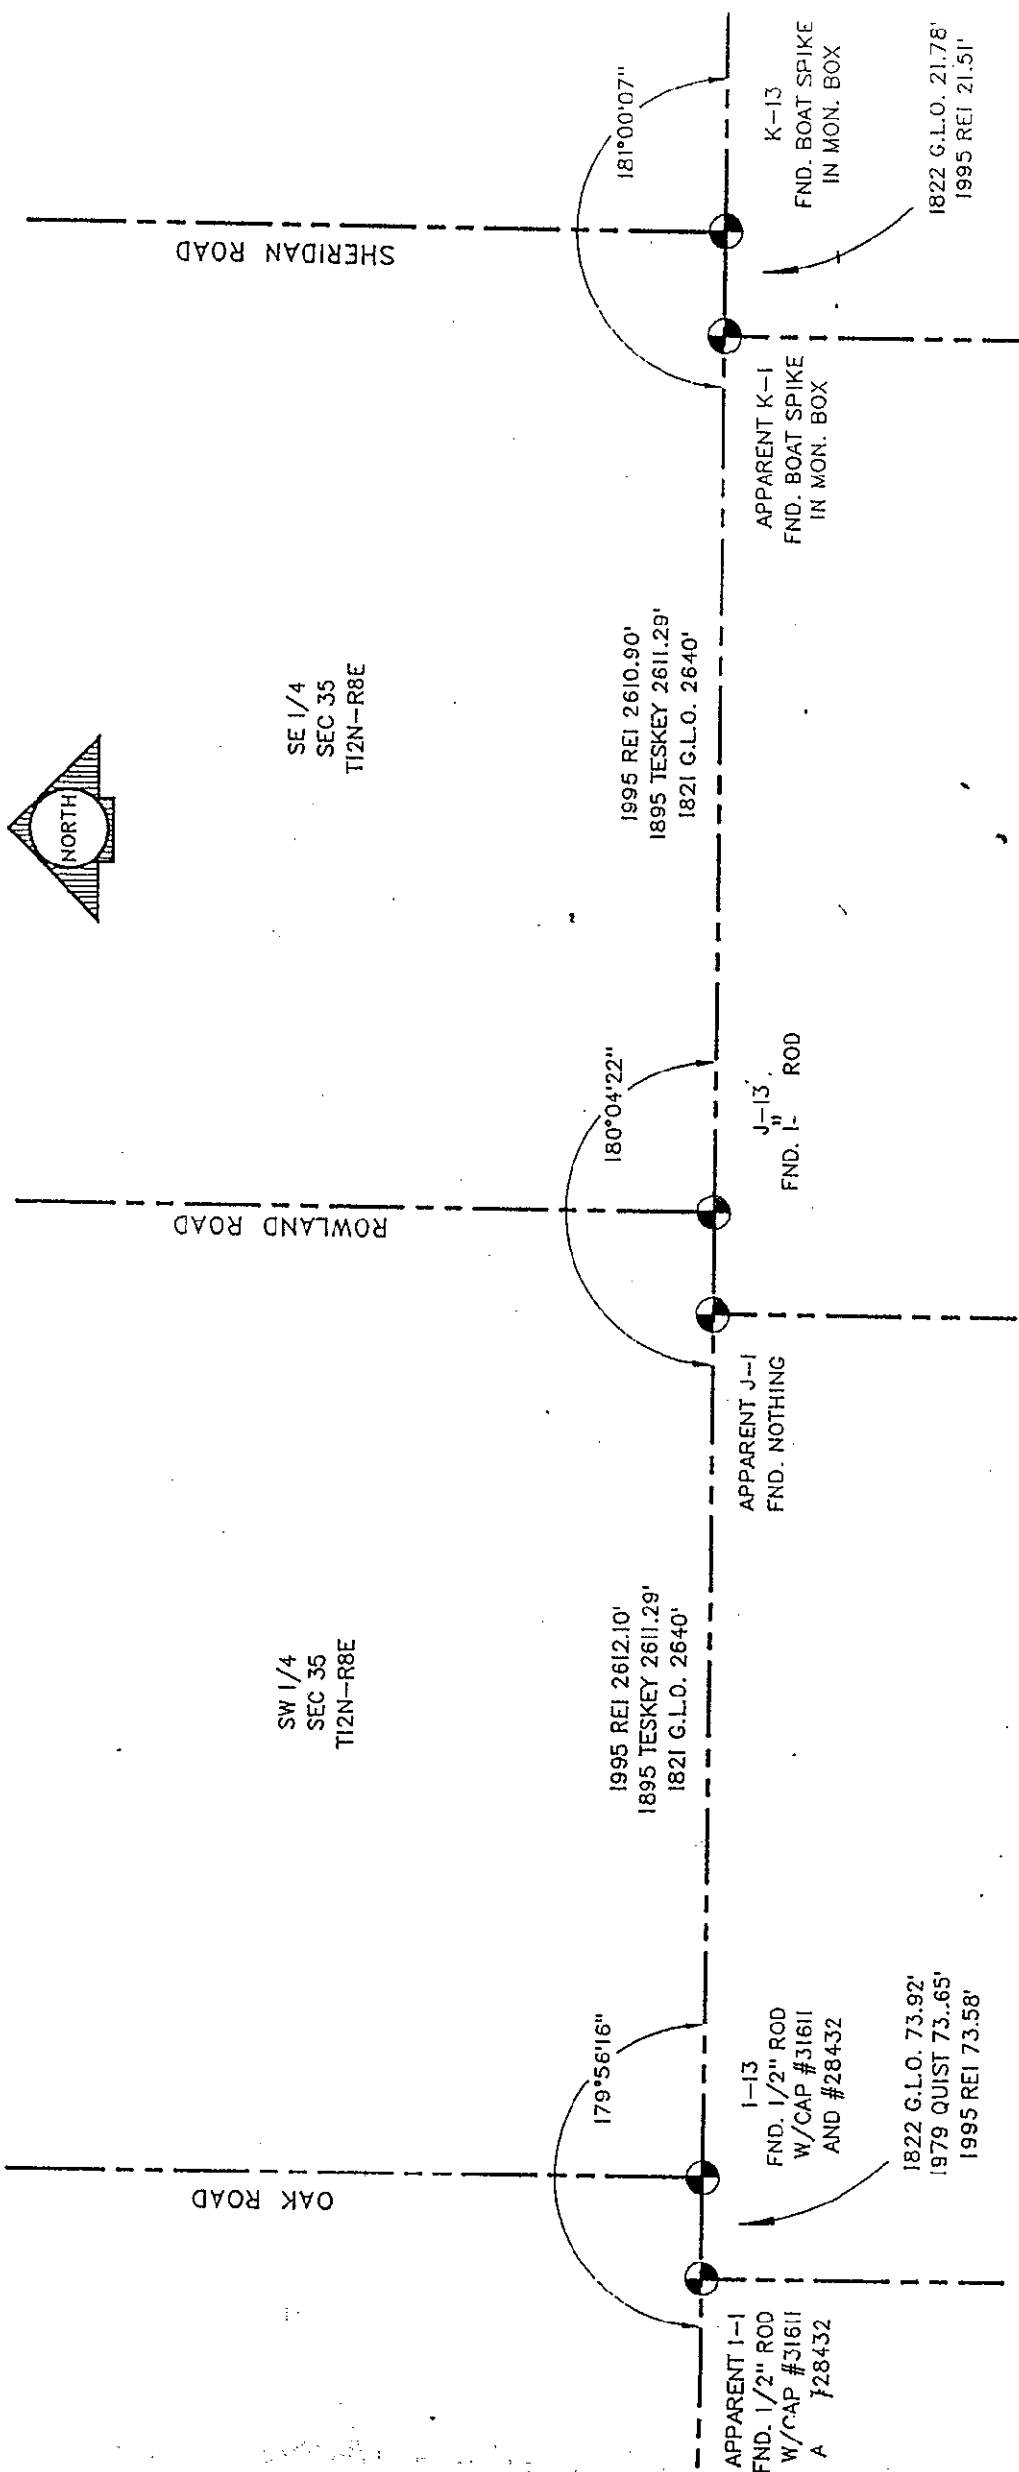 NORTH
OAK ROAD
ROWLAND ROAD
SHERIDAN ROAD
SW 1/4
SEC 35
T12N-R8E
SE 1/4
SEC 35
T12N-R8E
179°56'16"
180°04'22"
181°00'07"
1995 REI 2612.10'
1895 TESKEY 2611.29'
1821 G.L.O. 2640'
1995 REI 2610.90'
1895 TESKEY 2611.29'
1821 G.L.O. 2640'
APPARENT I-1
FND. 1/2" ROD
W/CAP #31611
A #28432
I-13
FND. 1/2" ROD
W/CAP #31611
AND #28432
1822 G.L.O. 73.92'
1979 QUIST 73..65'
1995 REI 73.58'
APPARENT J-1
FND. NOTHING
J-13
FND. 1-" ROD
APPARENT K-1
FND. BOAT SPIKE
IN MON. BOX
K-13
FND. BOAT SPIKE
IN MON. BOX
1822 G.L.O. 21.78'
1995 REI 21.51'